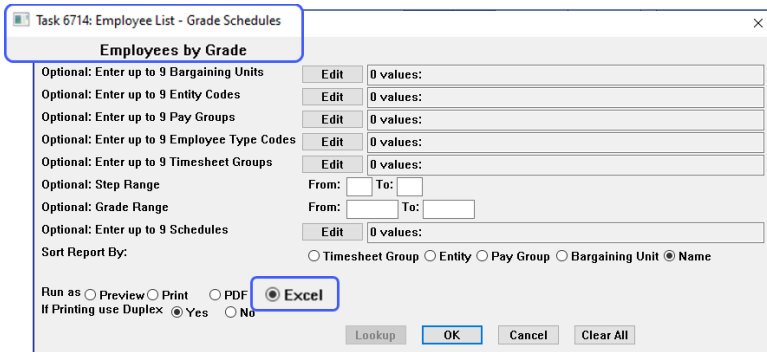 Task 6714: Employee List - Grade Schedules
Employees by Grade
Optional: Enter up to 9 Bargaining Units Edit 0 values:
Optional: Enter up to 9 Entity Codes Edit 0 values:
Optional: Enter up to 9 Pay Groups Edit 0 values:
Optional: Enter up to 9 Employee Type Codes Edit 0 values:
Optional: Enter up to 9 Timesheet Groups Edit 0 values:
Optional: Step Range From: To:
Optional: Grade Range From: To:
Optional: Enter up to 9 Schedules Edit 0 values:
Sort Report By: Timesheet Group Entity Pay Group Bargaining Unit Name
Run as Preview Print PDF Excel
If Printing use Duplex Yes No
Lookup OK Cancel Clear All